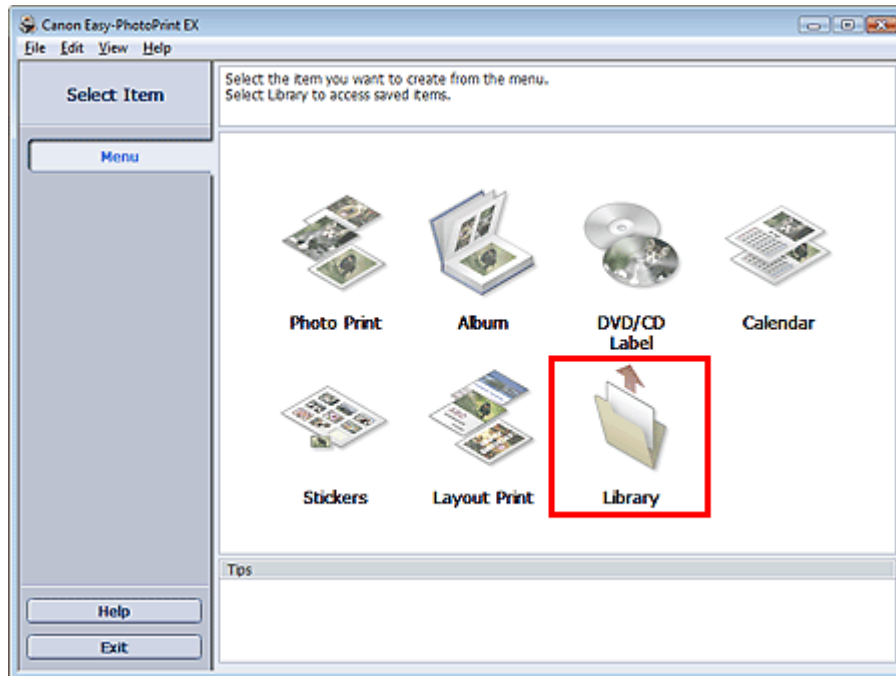 Canon Easy-PhotoPrint EX
File Edit View Help
Select Item
Select the item you want to create from the menu.
Select Library to access saved items.
Menu
Photo Print
Album
DVD/CD
Label
Calendar
Stickers
Layout Print
Library
Tips
Help
Exit